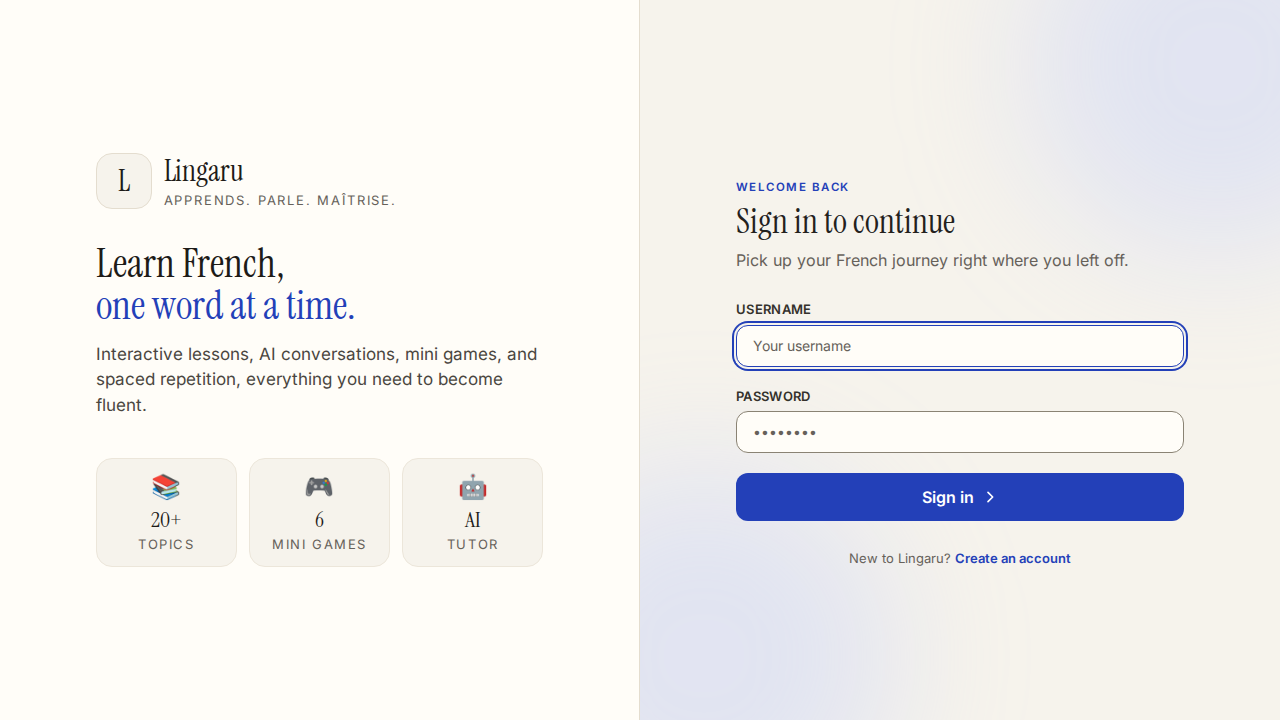 L
Lingaru
APPRENDS. PARLE. MAÎTRISE.
Learn French,
one word at a time.
Interactive lessons, AI conversations, mini games, and
spaced repetition, everything you need to become
fluent.
20+
TOPICS
6
MINI GAMES
AI
TUTOR
WELCOME BACK
Sign in to continue
Pick up your French journey right where you left off.
USERNAME
Your username
PASSWORD
••••••••
Sign in
New to Lingaru? Create an account